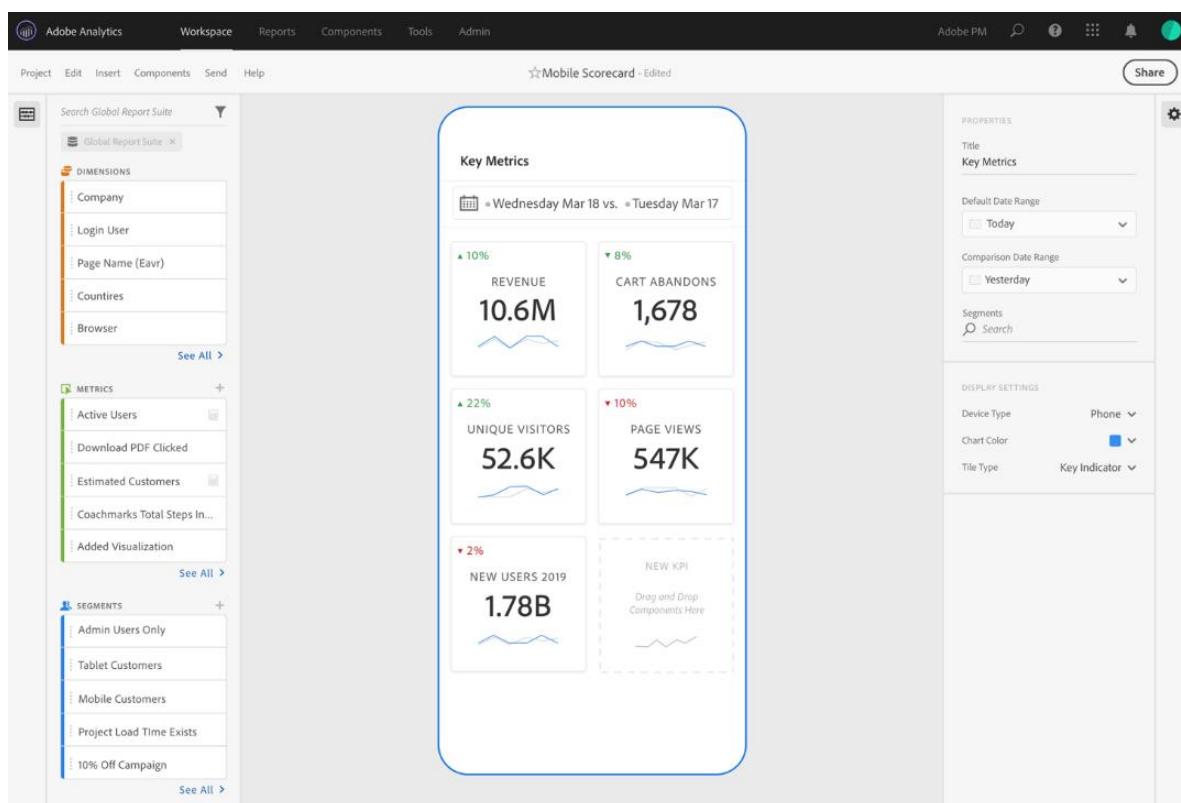 Adobe Analytics Workspace Reports Components Tools Admin Adobe PM
Project Edit Insert Components Send Help ☆Mobile Scorecard - Edited Share
Search Global Report Suite
Global Report Suite ×
DIMENSIONS
Company
Login User
Page Name (Eavr)
Countires
Browser
See All >
METRICS +
Active Users
Download PDF Clicked
Estimated Customers
Coachmarks Total Steps In...
Added Visualization
See All >
SEGMENTS +
Admin Users Only
Tablet Customers
Mobile Customers
Project Load TIme Exists
10% Off Campaign
See All >
Key Metrics
Wednesday Mar 18 vs. Tuesday Mar 17
▲ 10%
REVENUE
10.6M
▼ 8%
CART ABANDONS
1,678
▲ 22%
UNIQUE VISITORS
52.6K
▼ 10%
PAGE VIEWS
547K
▼ 2%
NEW USERS 2019
1.78B
NEW KPI
Drag and Drop
Components Here
PROPERTIES
Title
Key Metrics
Default Date Range
Today
Comparison Date Range
Yesterday
Segments
Search
DISPLAY SETTINGS
Device Type Phone
Chart Color
Tile Type Key Indicator